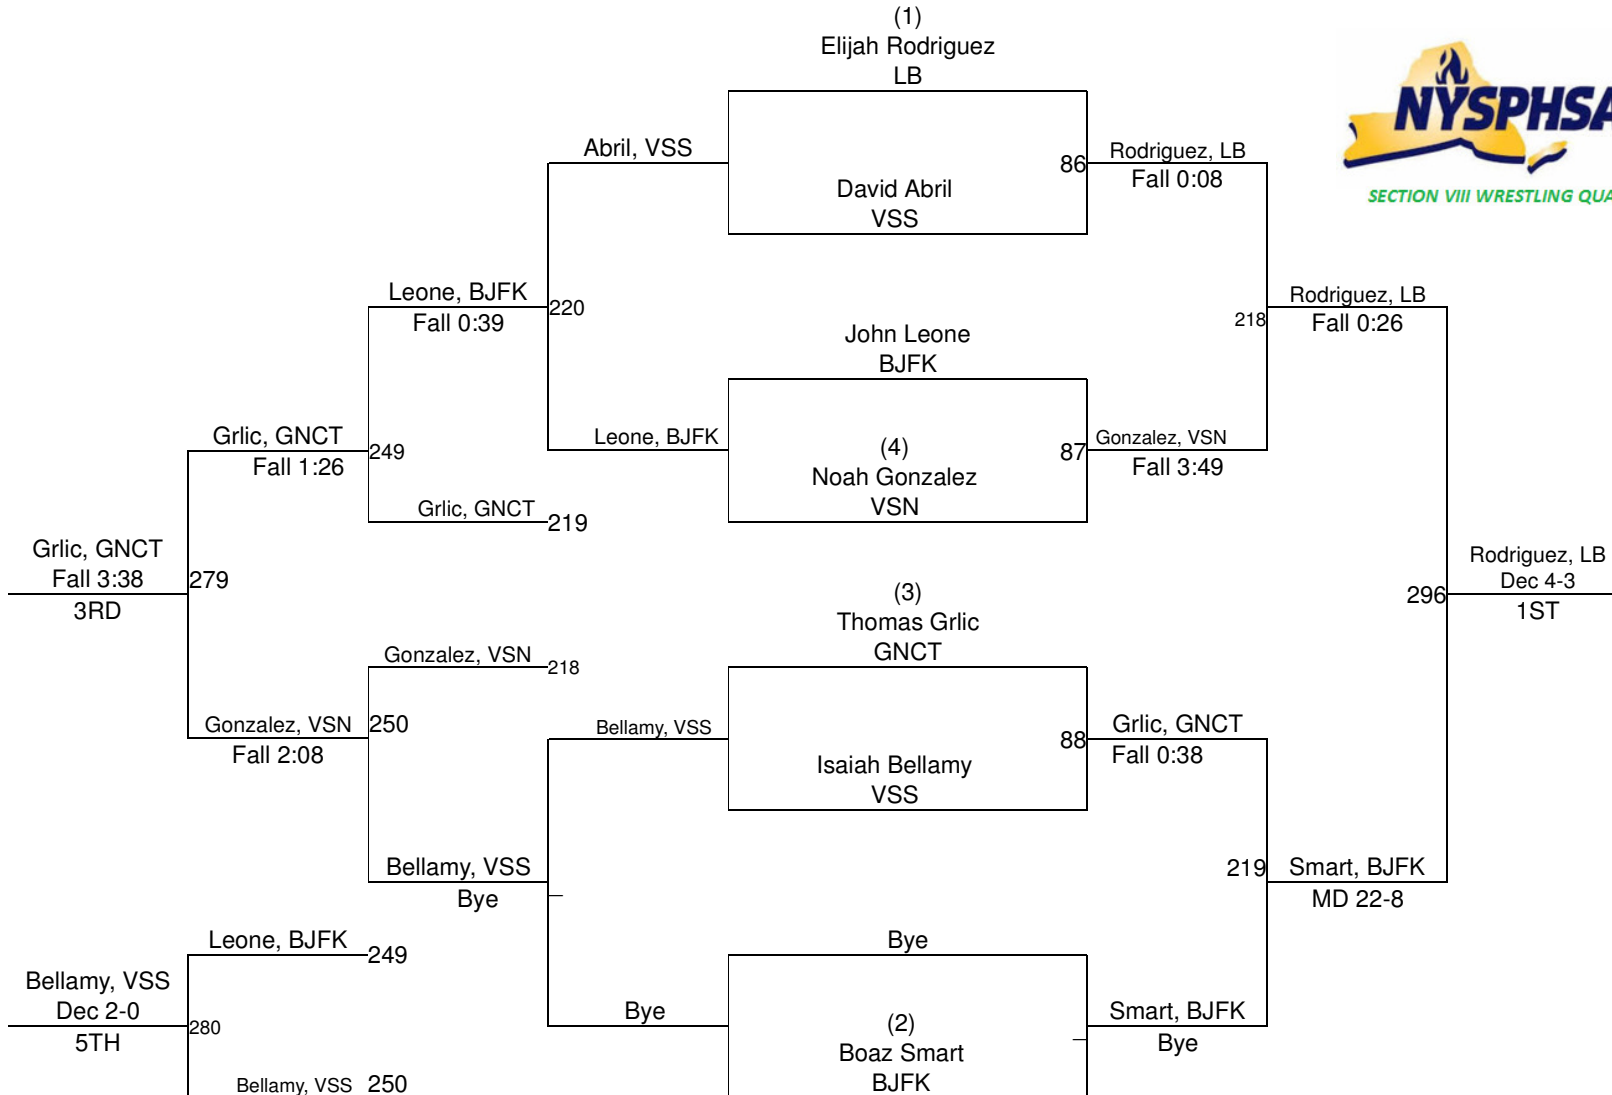 (1)
Elijah Rodriguez
LB
NYSPHSA
SECTION VIII WRESTLING QUA
Abril, VSS
86
Rodriguez, LB
Fall 0:08
David Abril
VSS
Leone, BJFK
Fall 0:39
220
218
Rodriguez, LB
Fall 0:26
John Leone
BJFK
Grlic, GNCT
Fall 1:26
249
Leone, BJFK
87
Gonzalez, VSN
Fall 3:49
(4)
Noah Gonzalez
VSN
Grlic, GNCT
219
Grlic, GNCT
Fall 3:38
3RD
279
296
Rodriguez, LB
Dec 4-3
1ST
(3)
Thomas Grlic
GNCT
Gonzalez, VSN
218
Gonzalez, VSN
Fall 2:08
250
Bellamy, VSS
88
Grlic, GNCT
Fall 0:38
Isaiah Bellamy
VSS
Bellamy, VSS
Bye
219
Smart, BJFK
MD 22-8
Leone, BJFK
249
Bye
Bellamy, VSS
Dec 2-0
5TH
280
Bye
Smart, BJFK
Bye
(2)
Boaz Smart
BJFK
Bellamy, VSS
250